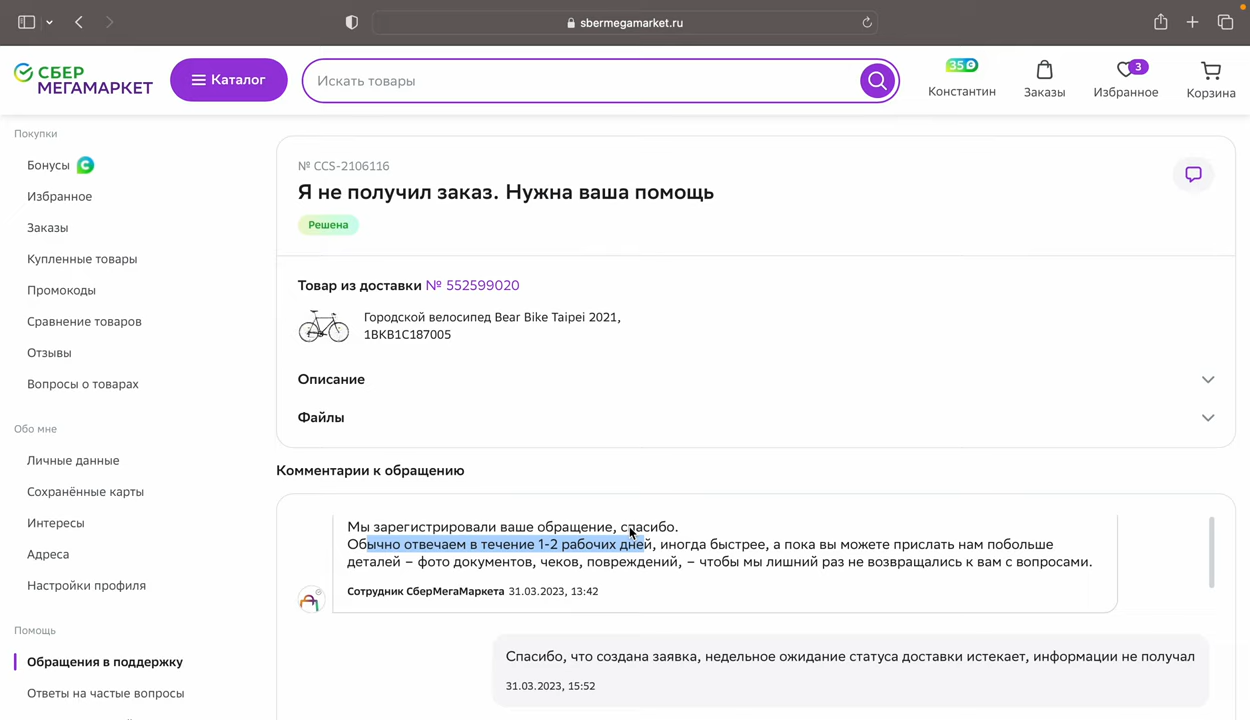 sbermegamarket.ru
СБЕР
МЕГАМАРКЕТ
Каталог
Искать товары
35
Константин
Заказы
3
Избранное
Корзина
Покупки
Бонусы
Избранное
Заказы
Купленные товары
Промокоды
Сравнение товаров
Отзывы
Вопросы о товарах
Обо мне
Личные данные
Сохранённые карты
Интересы
Адреса
Настройки профиля
Помощь
Обращения в поддержку
Ответы на частые вопросы
№ CCS-2106116
Я не получил заказ. Нужна ваша помощь
Решена
Товар из доставки № 552599020
Городской велосипед Bear Bike Taipei 2021,
1BKB1C187005
Описание
Файлы
Комментарии к обращению
Мы зарегистрировали ваше обращение, спасибо.
Обычно отвечаем в течение 1-2 рабочих дней, иногда быстрее, а пока вы можете прислать нам побольше
деталей – фото документов, чеков, повреждений, – чтобы мы лишний раз не возвращались к вам с вопросами.
Сотрудник СберМегаМаркета 31.03.2023, 13:42
Спасибо, что создана заявка, недельное ожидание статуса доставки истекает, информации не получал
31.03.2023, 15:52